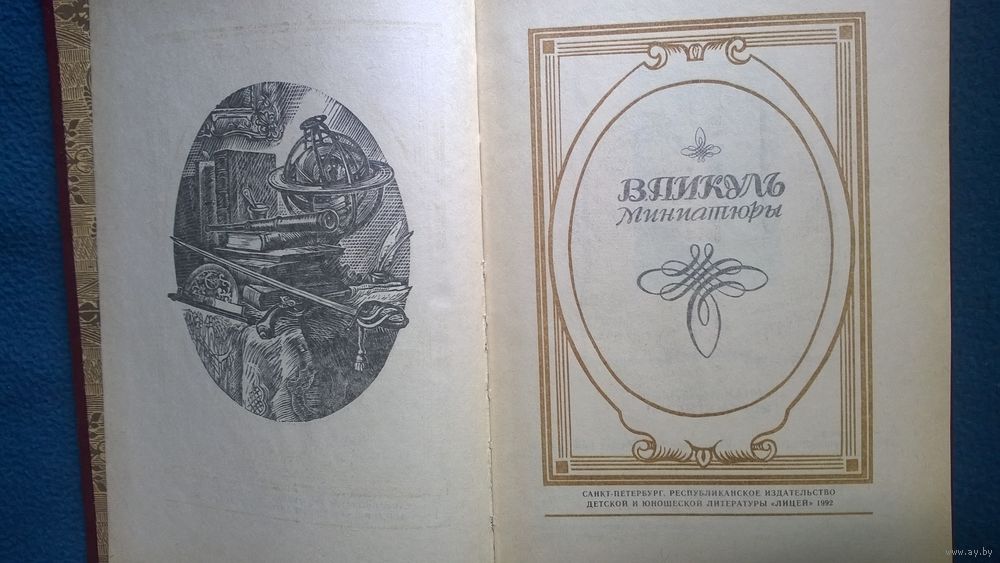 В. ПИКУЛЬ
Миниатюры
САНКТ-ПЕТЕРБУРГ. РЕСПУБЛИКАНСКОЕ ИЗДАТЕЛЬСТВО
ДЕТСКОЙ И ЮНОШЕСКОЙ ЛИТЕРАТУРЫ «ЛИЦЕЙ» 1992
www.ay.by